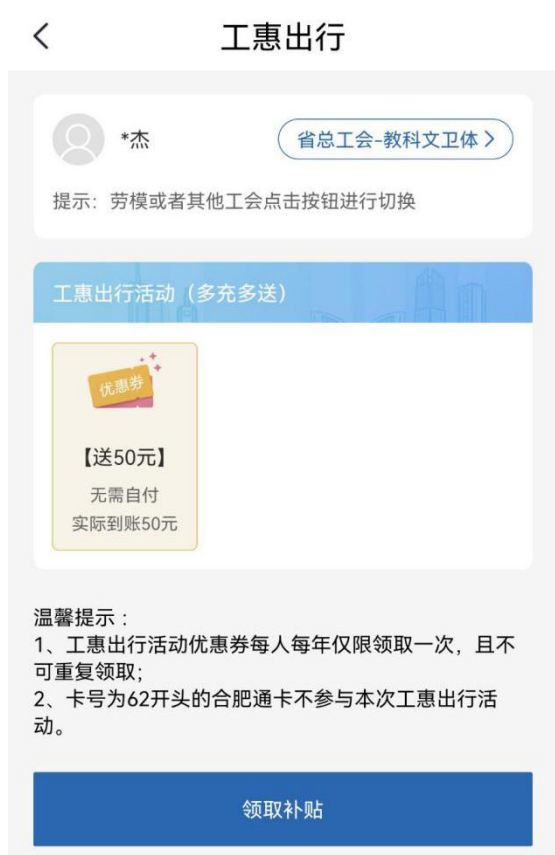 工惠出行
*杰
省总工会-教科文卫体
提示：劳模或者其他工会点击按钮进行切换
工惠出行活动（多充多送）
优惠券
【送50元】
无需自付
实际到账50元
温馨提示：
1、工惠出行活动优惠券每人每年仅限领取一次，且不
可重复领取;
2、卡号为62开头的合肥通卡不参与本次工惠出行活
动。
领取补贴